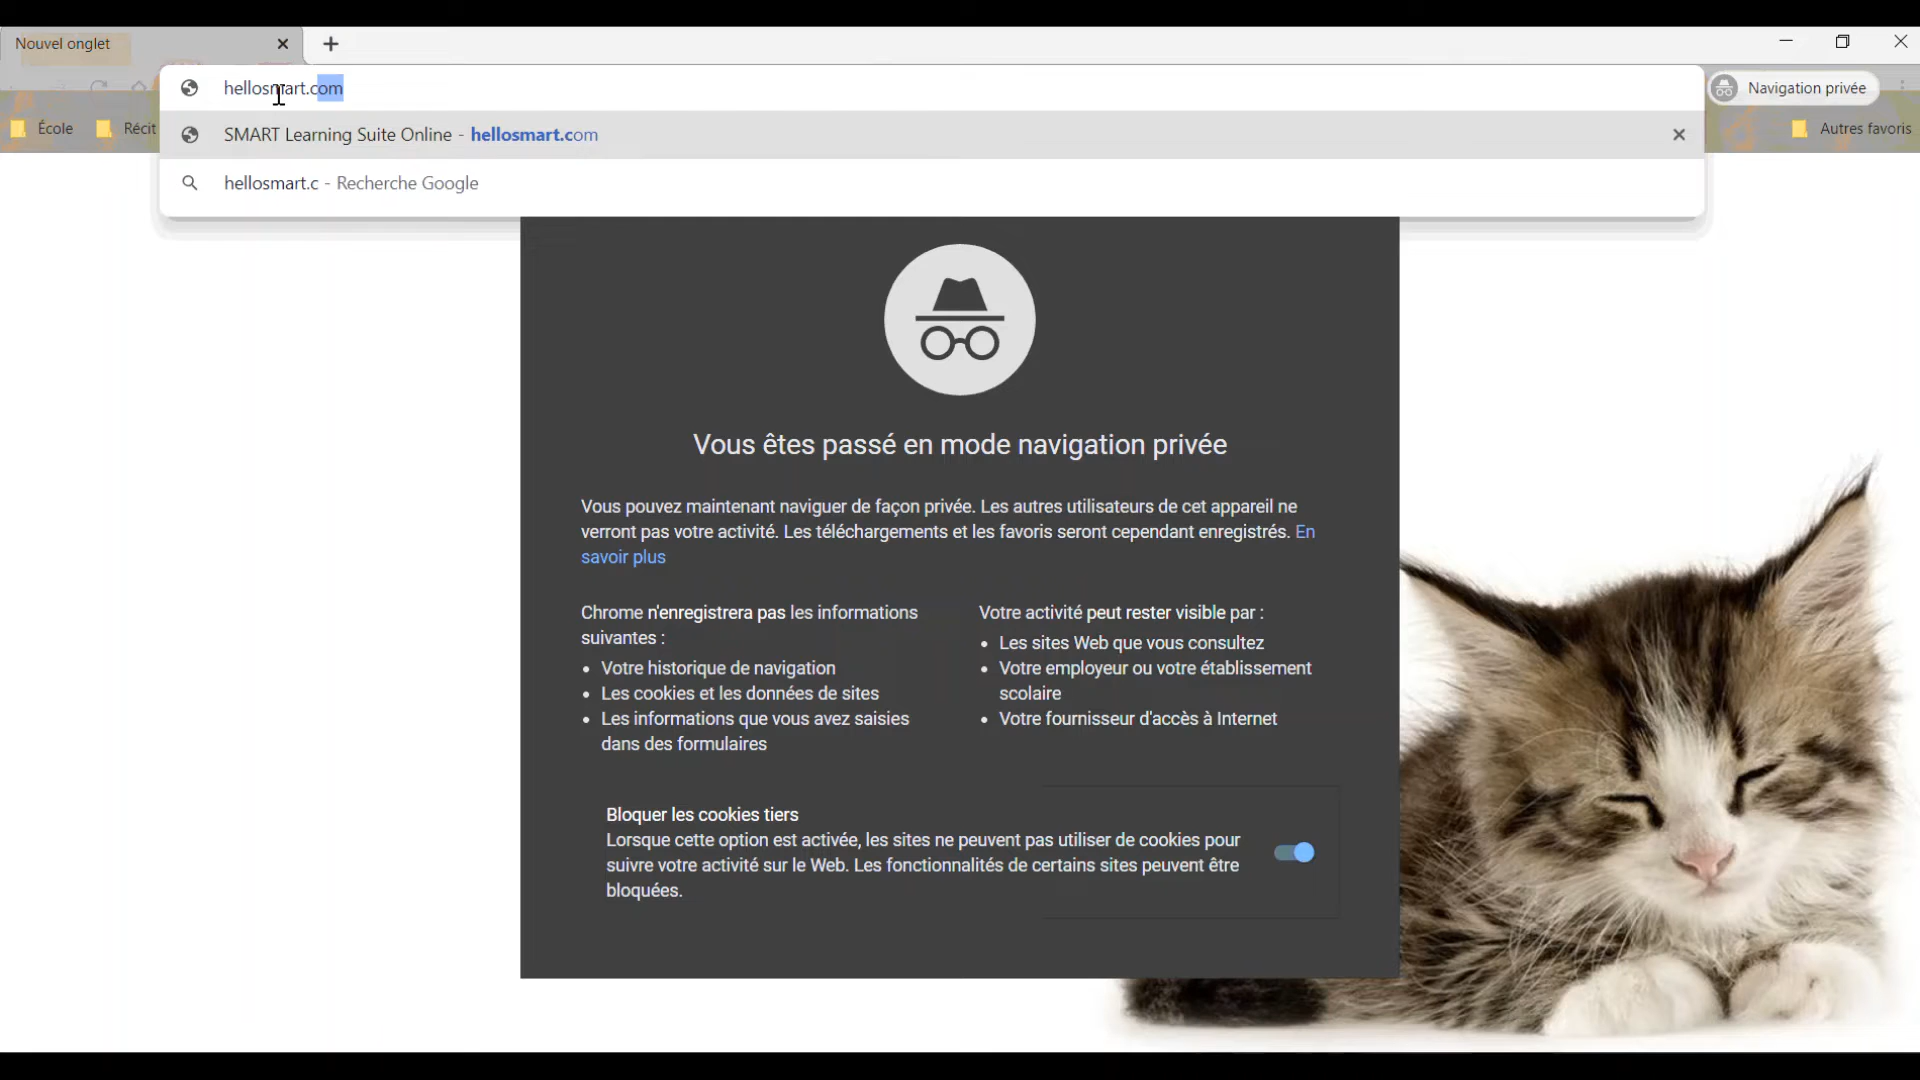 Nouvel onglet
hellosmart.com
Navigation privée
École Récit Autres favoris
SMART Learning Suite Online - hellosmart.com
hellosmart.c - Recherche Google
Vous êtes passé en mode navigation privée
Vous pouvez maintenant naviguer de façon privée. Les autres utilisateurs de cet appareil ne
verront pas votre activité. Les téléchargements et les favoris seront cependant enregistrés. En
savoir plus
Chrome n'enregistrera pas les informations
suivantes :
• Votre historique de navigation
• Les cookies et les données de sites
• Les informations que vous avez saisies
dans des formulaires
Votre activité peut rester visible par :
• Les sites Web que vous consultez
• Votre employeur ou votre établissement
scolaire
• Votre fournisseur d'accès à Internet
Bloquer les cookies tiers
Lorsque cette option est activée, les sites ne peuvent pas utiliser de cookies pour
suivre votre activité sur le Web. Les fonctionnalités de certains sites peuvent être
bloquées.